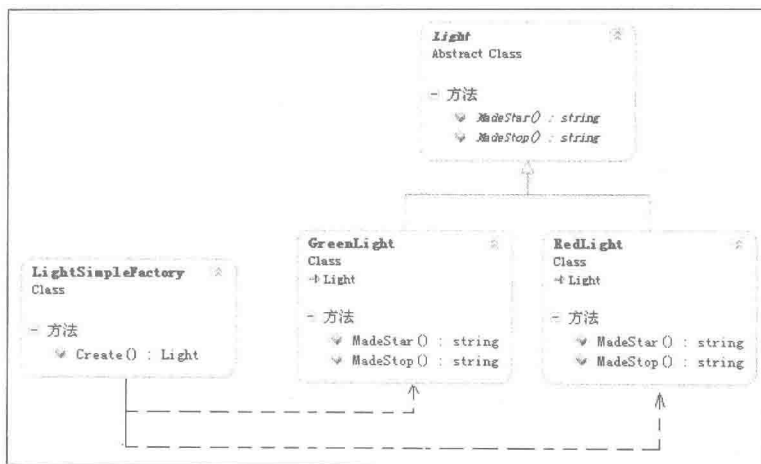 Light
Abstract Class
方法
MadeStar() : string
MadeStop() : string
LightSimpleFactory
Class
方法
Create() : Light
GreenLight
Class
Light
方法
MadeStar() : string
MadeStop() : string
RedLight
Class
Light
方法
MadeStar() : string
MadeStop() : string